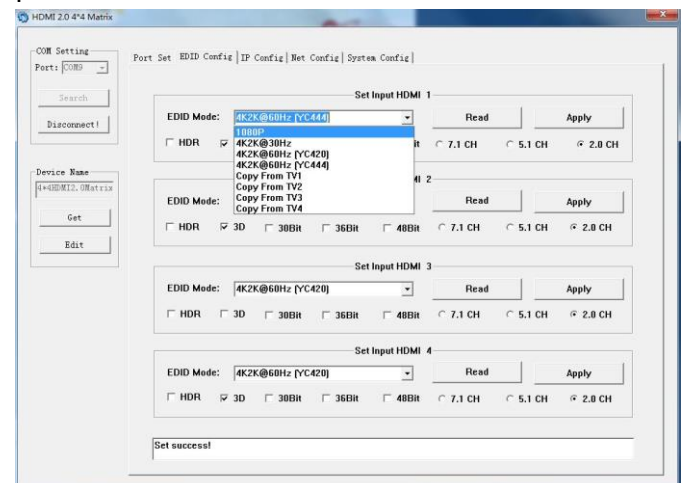 HDMI 2.0 4*4 Matrix
COM Setting
Port: COM9
Search
Disconnect!
Device Name
4*4HDMI2.0Matrix
Get
Edit
Port Set EDID Config IP Config Net Config System Config
Set Input HDMI 1
EDID Mode: 4K2K@60Hz (YC444) Read Apply
1080P
HDR 4K2K@30Hz it 7.1 CH 5.1 CH 2.0 CH
4K2K@60Hz (YC420)
4K2K@60Hz (YC444)
Copy From TV1
Copy From TV2
Copy From TV3
Copy From TV4
MI 2
EDID Mode: Read Apply
HDR 3D 30Bit 36Bit 48Bit 7.1 CH 5.1 CH 2.0 CH
Set Input HDMI 3
EDID Mode: 4K2K@60Hz (YC420) Read Apply
HDR 3D 30Bit 36Bit 48Bit 7.1 CH 5.1 CH 2.0 CH
Set Input HDMI 4
EDID Mode: 4K2K@60Hz (YC420) Read Apply
HDR 3D 30Bit 36Bit 48Bit 7.1 CH 5.1 CH 2.0 CH
Set success!